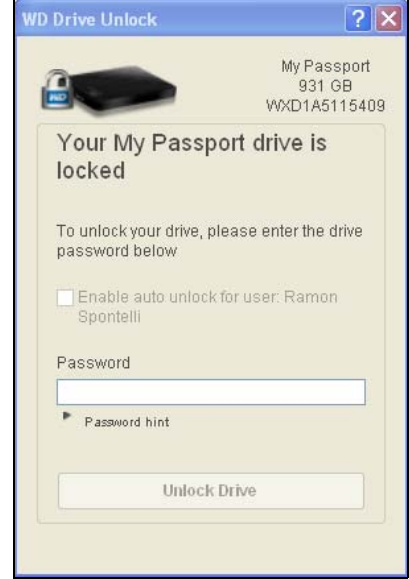 WD Drive Unlock
?
WD
My Passport
931 GB
WXD1A5115409
Your My Passport drive is
locked
To unlock your drive, please enter the drive
password below
Enable auto unlock for user: Ramon
Spontelli
Password
Password hint
Unlock Drive